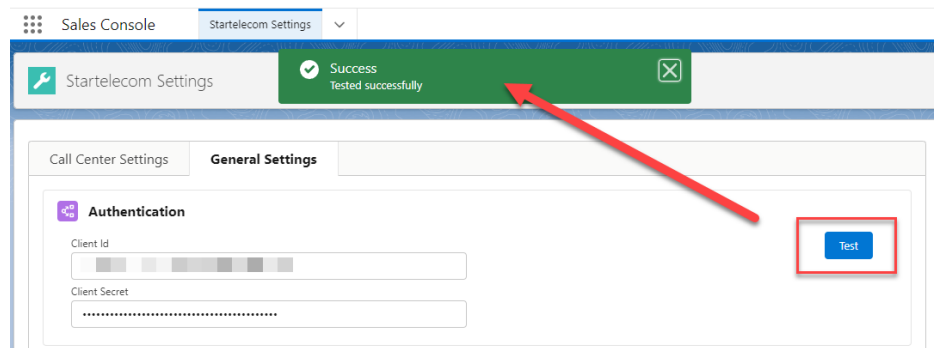 Sales Console
Startelecom Settings
Startelecom Settings
Success
Tested successfully
Call Center Settings
General Settings
Authentication
Test
Client Id
Client Secret